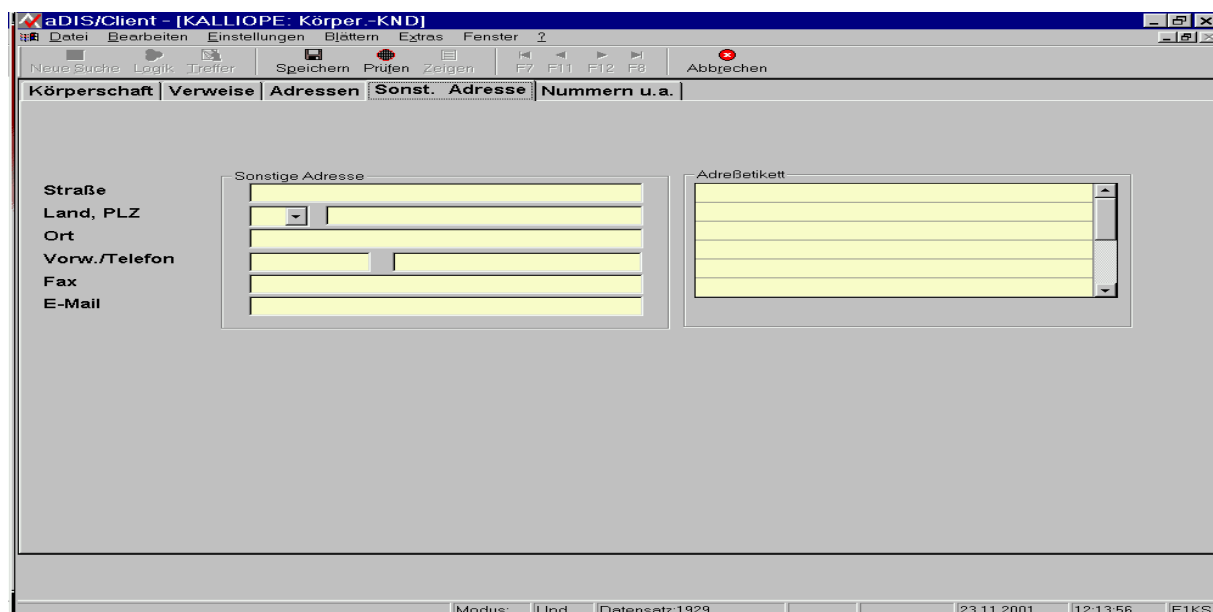 aDIS/Client - [KALLIOPE: Körper.-KND]
Datei Bearbeiten Einstellungen Blättern Extras Fenster ?
Neue Suche Logik Treffer Speichern Prüfen Zeigen F7 F11 F12 F8 Abbrechen
Körperschaft Verweise Adressen Sonst. Adresse Nummern u.a.
Sonstige Adresse Adreßetikett
Straße
Land, PLZ
Ort
Vorw./Telefon
Fax
E-Mail
Modus: Upd Datensatz:1929 23.11.2001 12:13:56 F1KS